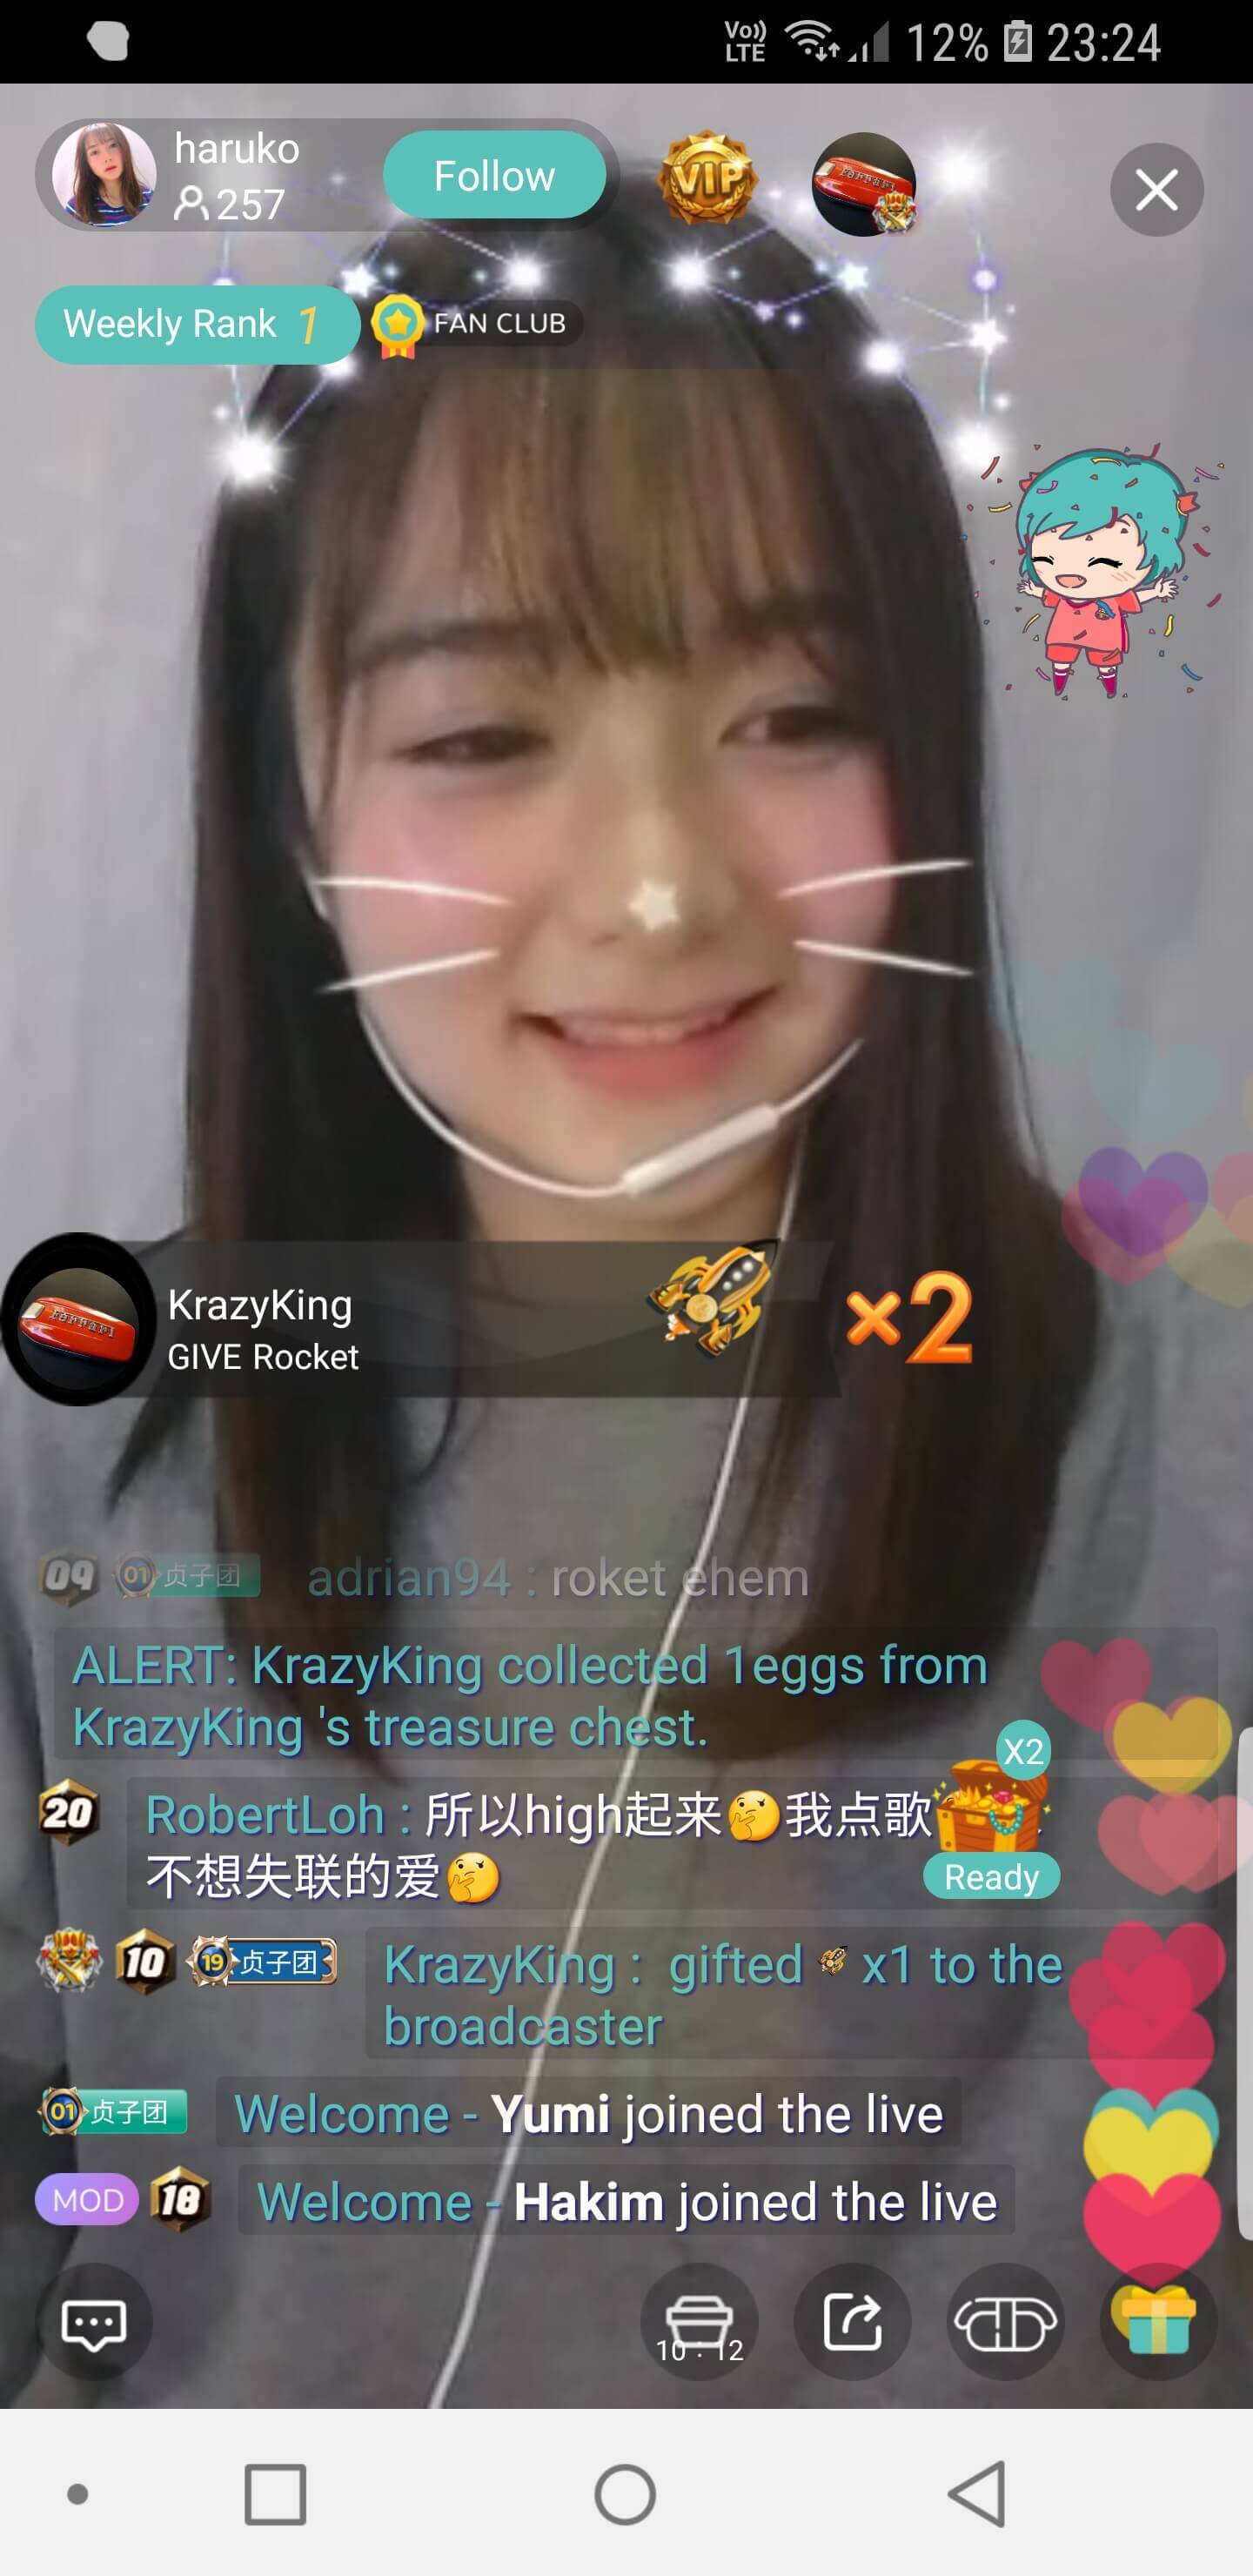 Vo)) LTE 12% 23:24
haruko
257
Follow
VIP
Ferrari
Weekly Rank 1
FAN CLUB
Ferrari
KrazyKing
GIVE Rocket
×2
09 01 贞子团 adrian94 : roket ehem
ALERT: KrazyKing collected 1eggs from
KrazyKing 's treasure chest.
X2
20 RobertLoh : 所以high起来🤔我点歌
不想失联的爱🤔
Ready
10 19 贞子团 KrazyKing : gifted x1 to the
broadcaster
01 贞子团 Welcome - Yumi joined the live
MOD 18 Welcome - Hakim joined the live
10 : 12